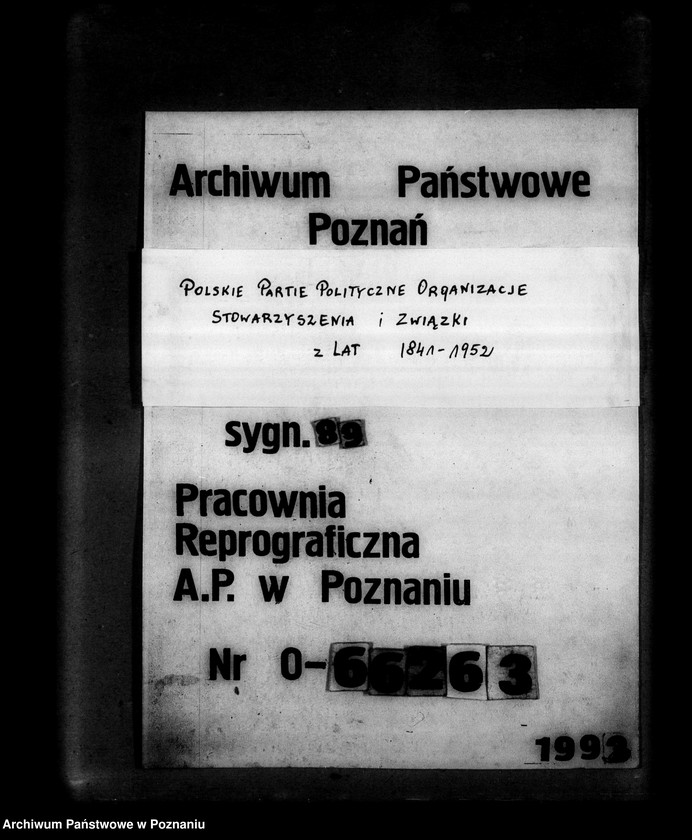 Archiwum Państwowe
Poznań
POLSKIE PARTIE POLITYCZNE ORGANIZACJE
STOWARZYSZENIA i ZWIĄZKI
z LAT 1841-1952
sygn. 89
Pracownia
Reprograficzna
A.P. w Poznaniu
Nr 0-66263
Archiwum Państwowe w Poznaniu